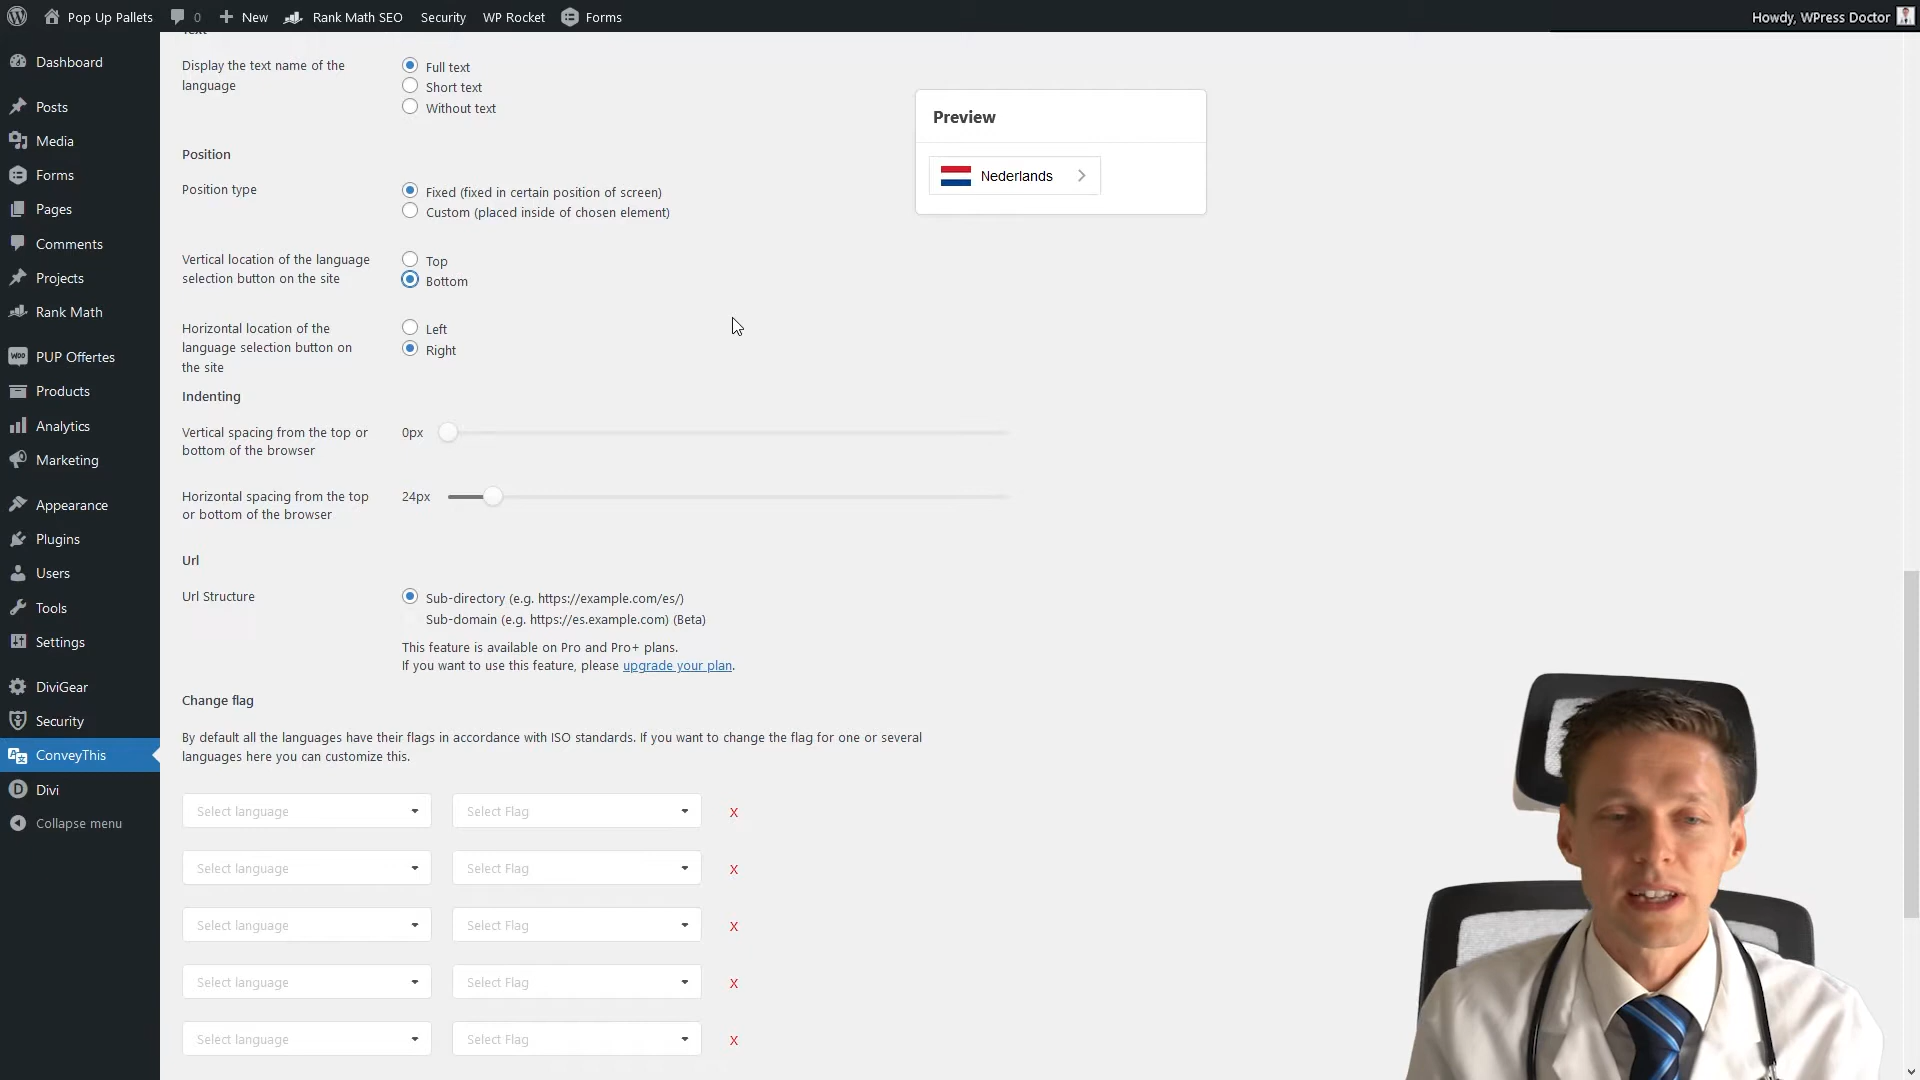 Pop Up Pallets
0
New
Rank Math SEO
Security
WP Rocket
Forms
Howdy, WPress Doctor
Dashboard
Posts
Media
Forms
Pages
Comments
Projects
Rank Math
PUP Offertes
Products
Analytics
Marketing
Appearance
Plugins
Users
Tools
Settings
DiviGear
Security
ConveyThis
Divi
Collapse menu
Text
Display the text name of the
language
Full text
Short text
Without text
Position
Position type
Fixed (fixed in certain position of screen)
Custom (placed inside of chosen element)
Vertical location of the language
selection button on the site
Top
Bottom
Horizontal location of the
language selection button on
the site
Left
Right
Indenting
Vertical spacing from the top or
bottom of the browser
0px
Horizontal spacing from the top
or bottom of the browser
24px
Url
Url Structure
Sub-directory (e.g. https://example.com/es/)
Sub-domain (e.g. https://es.example.com) (Beta)
This feature is available on Pro and Pro+ plans.
If you want to use this feature, please upgrade your plan.
Change flag
By default all the languages have their flags in accordance with ISO standards. If you want to change the flag for one or several
languages here you can customize this.
Select language Select Flag X
Select language Select Flag X
Select language Select Flag X
Select language Select Flag X
Select language Select Flag X
Preview
Nederlands